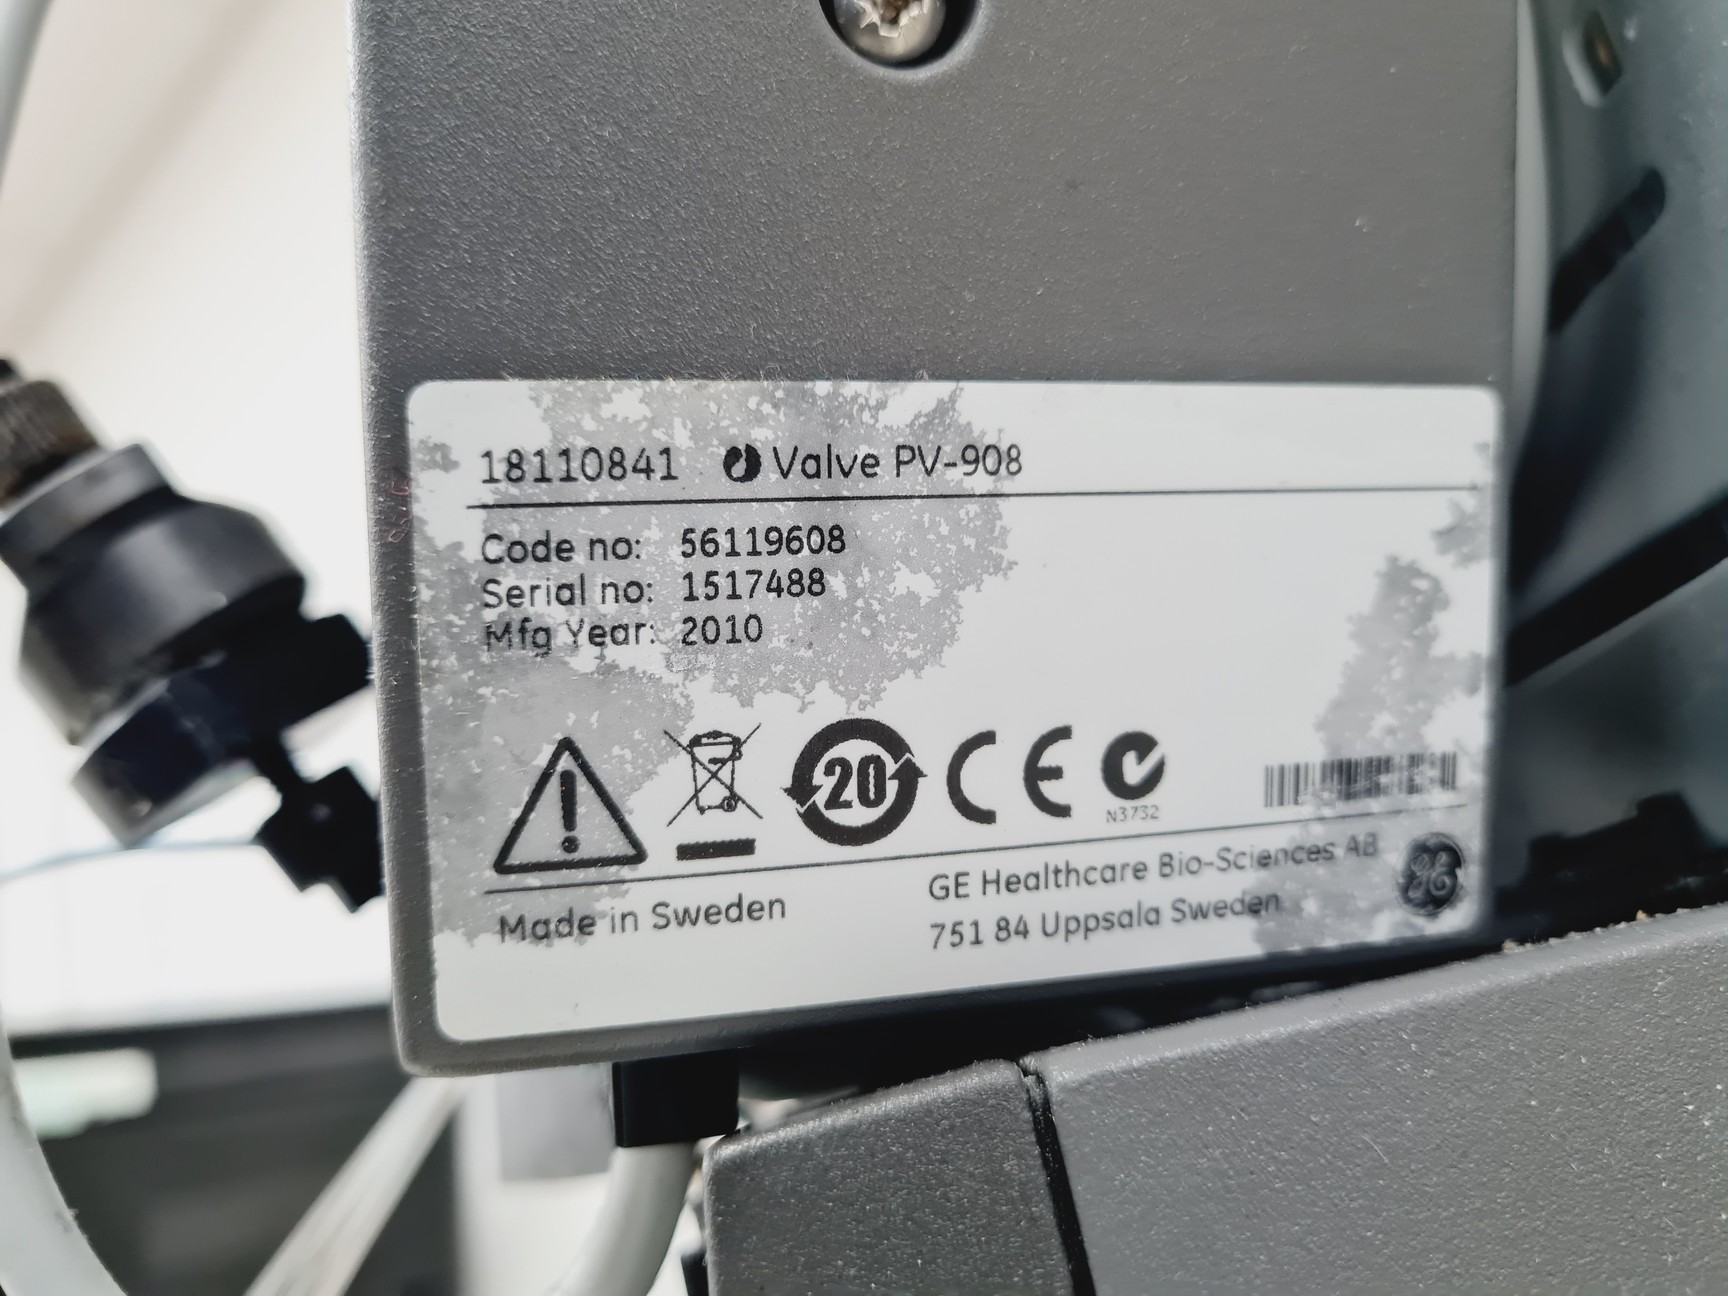 18110841 Valve PV-908
Code no: 56119608
Serial no: 1517488
Mfg Year: 2010
20
CE
N3732
Made in Sweden
GE Healthcare Bio-Sciences AB
751 84 Uppsala Sweden
GE